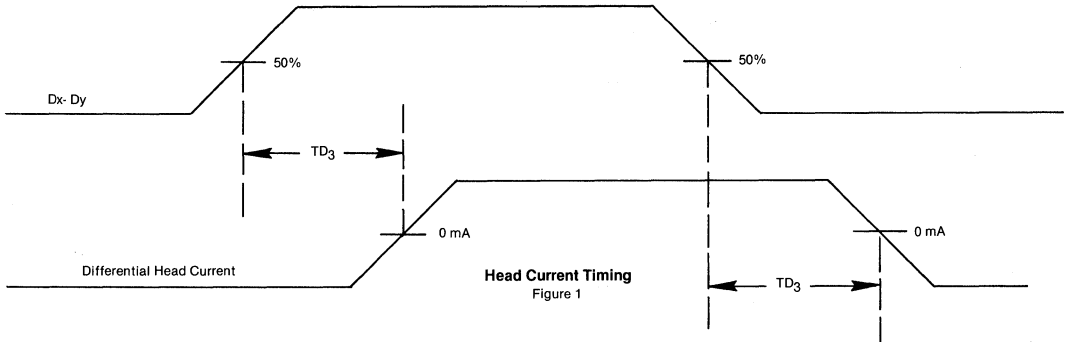 50%
50%
Dx- Dy
TD3
0 mA
0 mA
Differential Head Current
Head Current Timing
Figure 1
TD3